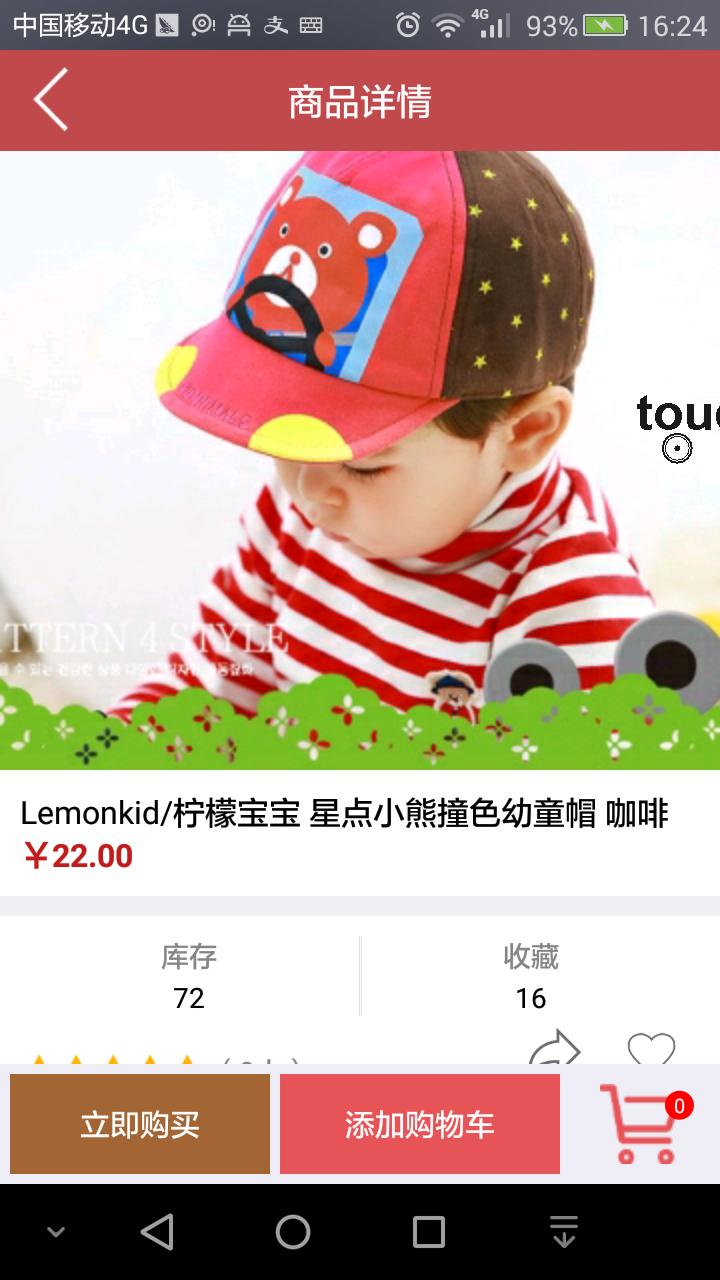 中国移动4G 4G 93% 16:24
商品详情
TTERN 4 STYLE
Lemonkid/柠檬宝宝 星点小熊撞色幼童帽 咖啡
￥22.00
库存 收藏
72 16
立即购买 添加购物车 0